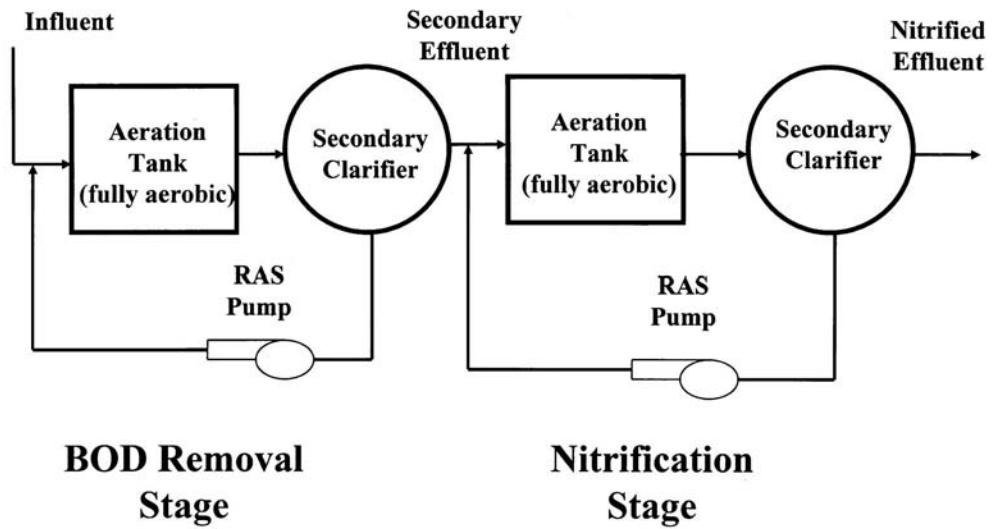 Influent
Aeration
Tank
(fully aerobic)
Secondary
Clarifier
RAS
Pump
BOD Removal
Stage
Secondary
Effluent
Aeration
Tank
(fully aerobic)
Secondary
Clarifier
Nitrified
Effluent
RAS
Pump
Nitrification
Stage